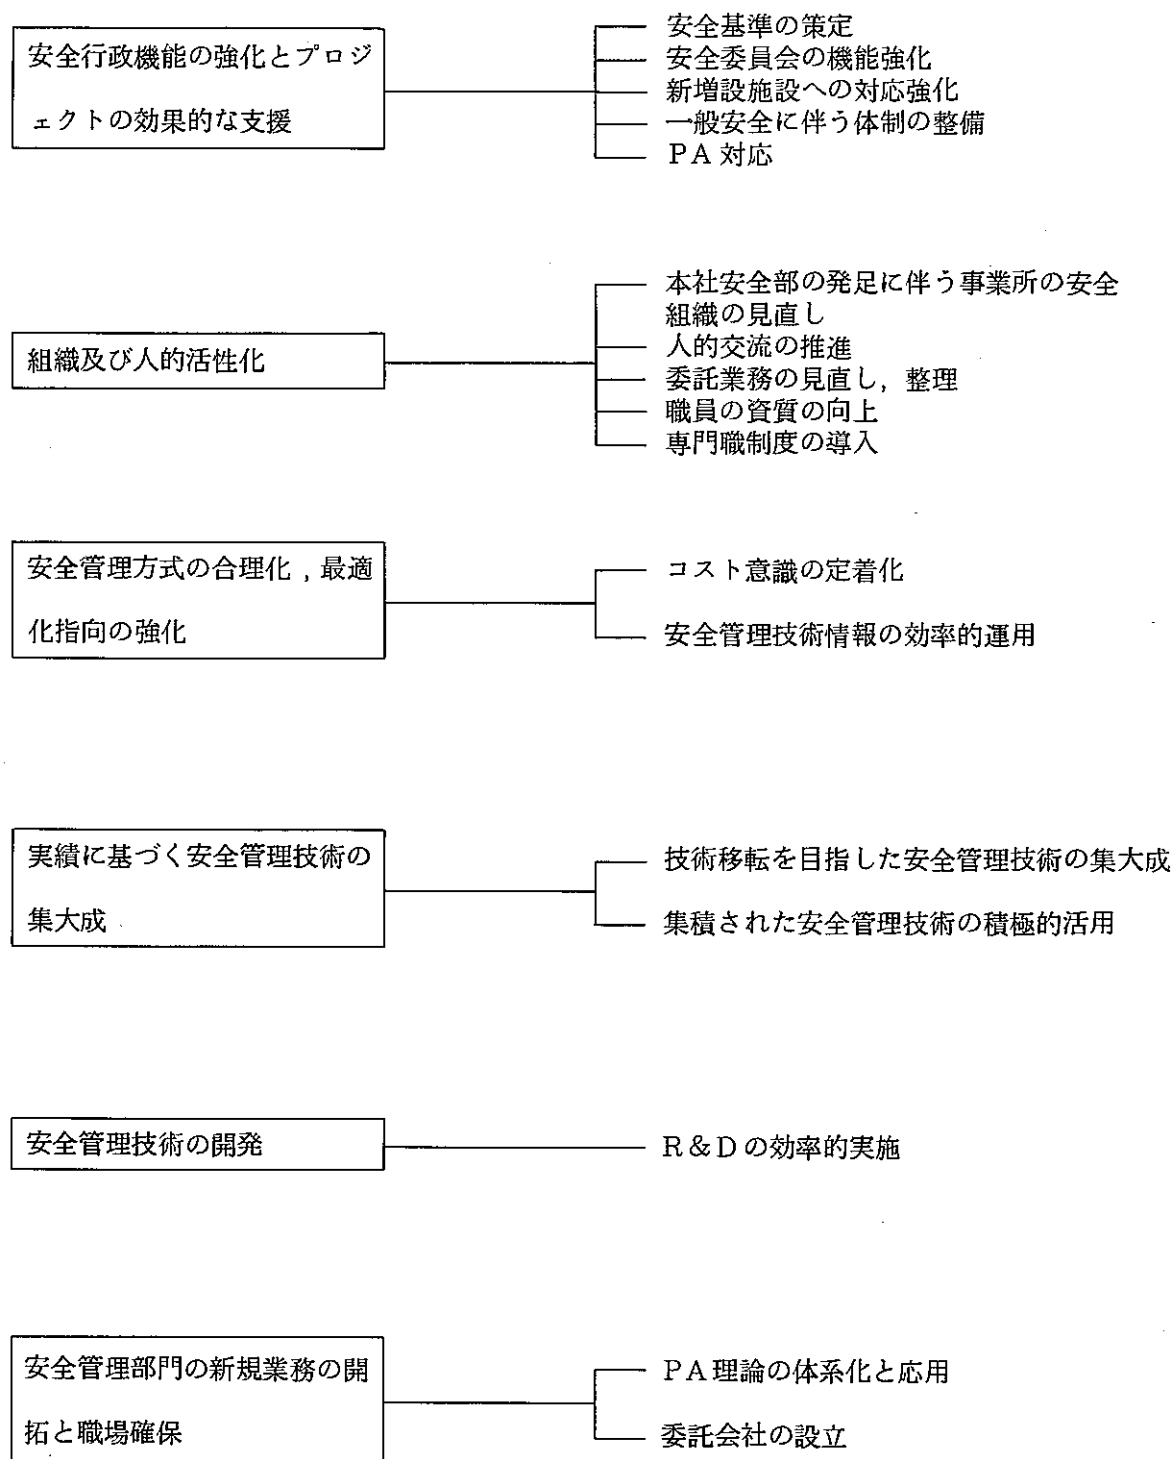 安全行政機能の強化とプロジ
ェクトの効果的な支援
安全基準の策定
安全委員会の機能強化
新増設施設への対応強化
一般安全に伴う体制の整備
PA対応
組織及び人的活性化
本社安全部の発足に伴う事業所の安全
組織の見直し
人的交流の推進
委託業務の見直し，整理
職員の資質の向上
専門職制度の導入
安全管理方式の合理化，最適
化指向の強化
コスト意識の定着化
安全管理技術情報の効率的運用
実績に基づく安全管理技術の
集大成
技術移転を目指した安全管理技術の集大成
集積された安全管理技術の積極的活用
安全管理技術の開発
R＆Dの効率的実施
安全管理部門の新規業務の開
拓と職場確保
PA理論の体系化と応用
委託会社の設立